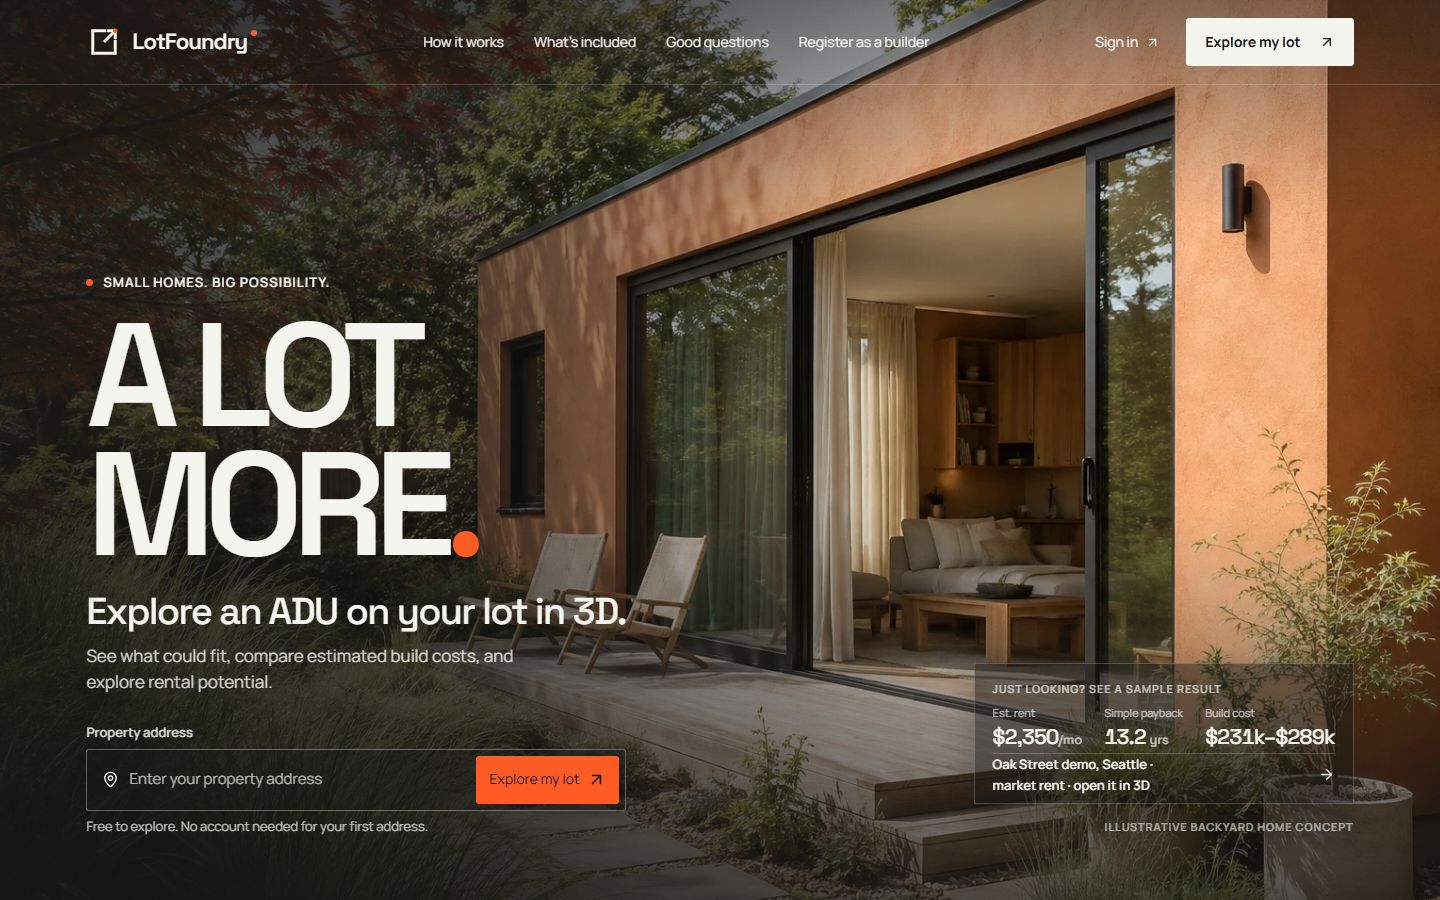 LotFoundry
How it works
What's included
Good questions
Register as a builder
Sign in
Explore my lot
SMALL HOMES. BIG POSSIBILITY.
A LOT
MORE.
Explore an ADU on your lot in 3D.
See what could fit, compare estimated build costs, and
explore rental potential.
Property address
Enter your property address
Explore my lot
Free to explore. No account needed for your first address.
JUST LOOKING? SEE A SAMPLE RESULT
Est. rent
Simple payback
Build cost
$2,350/mo
13.2 yrs
$231k–$289k
Oak Street demo, Seattle ·
market rent · open it in 3D
ILLUSTRATIVE BACKYARD HOME CONCEPT